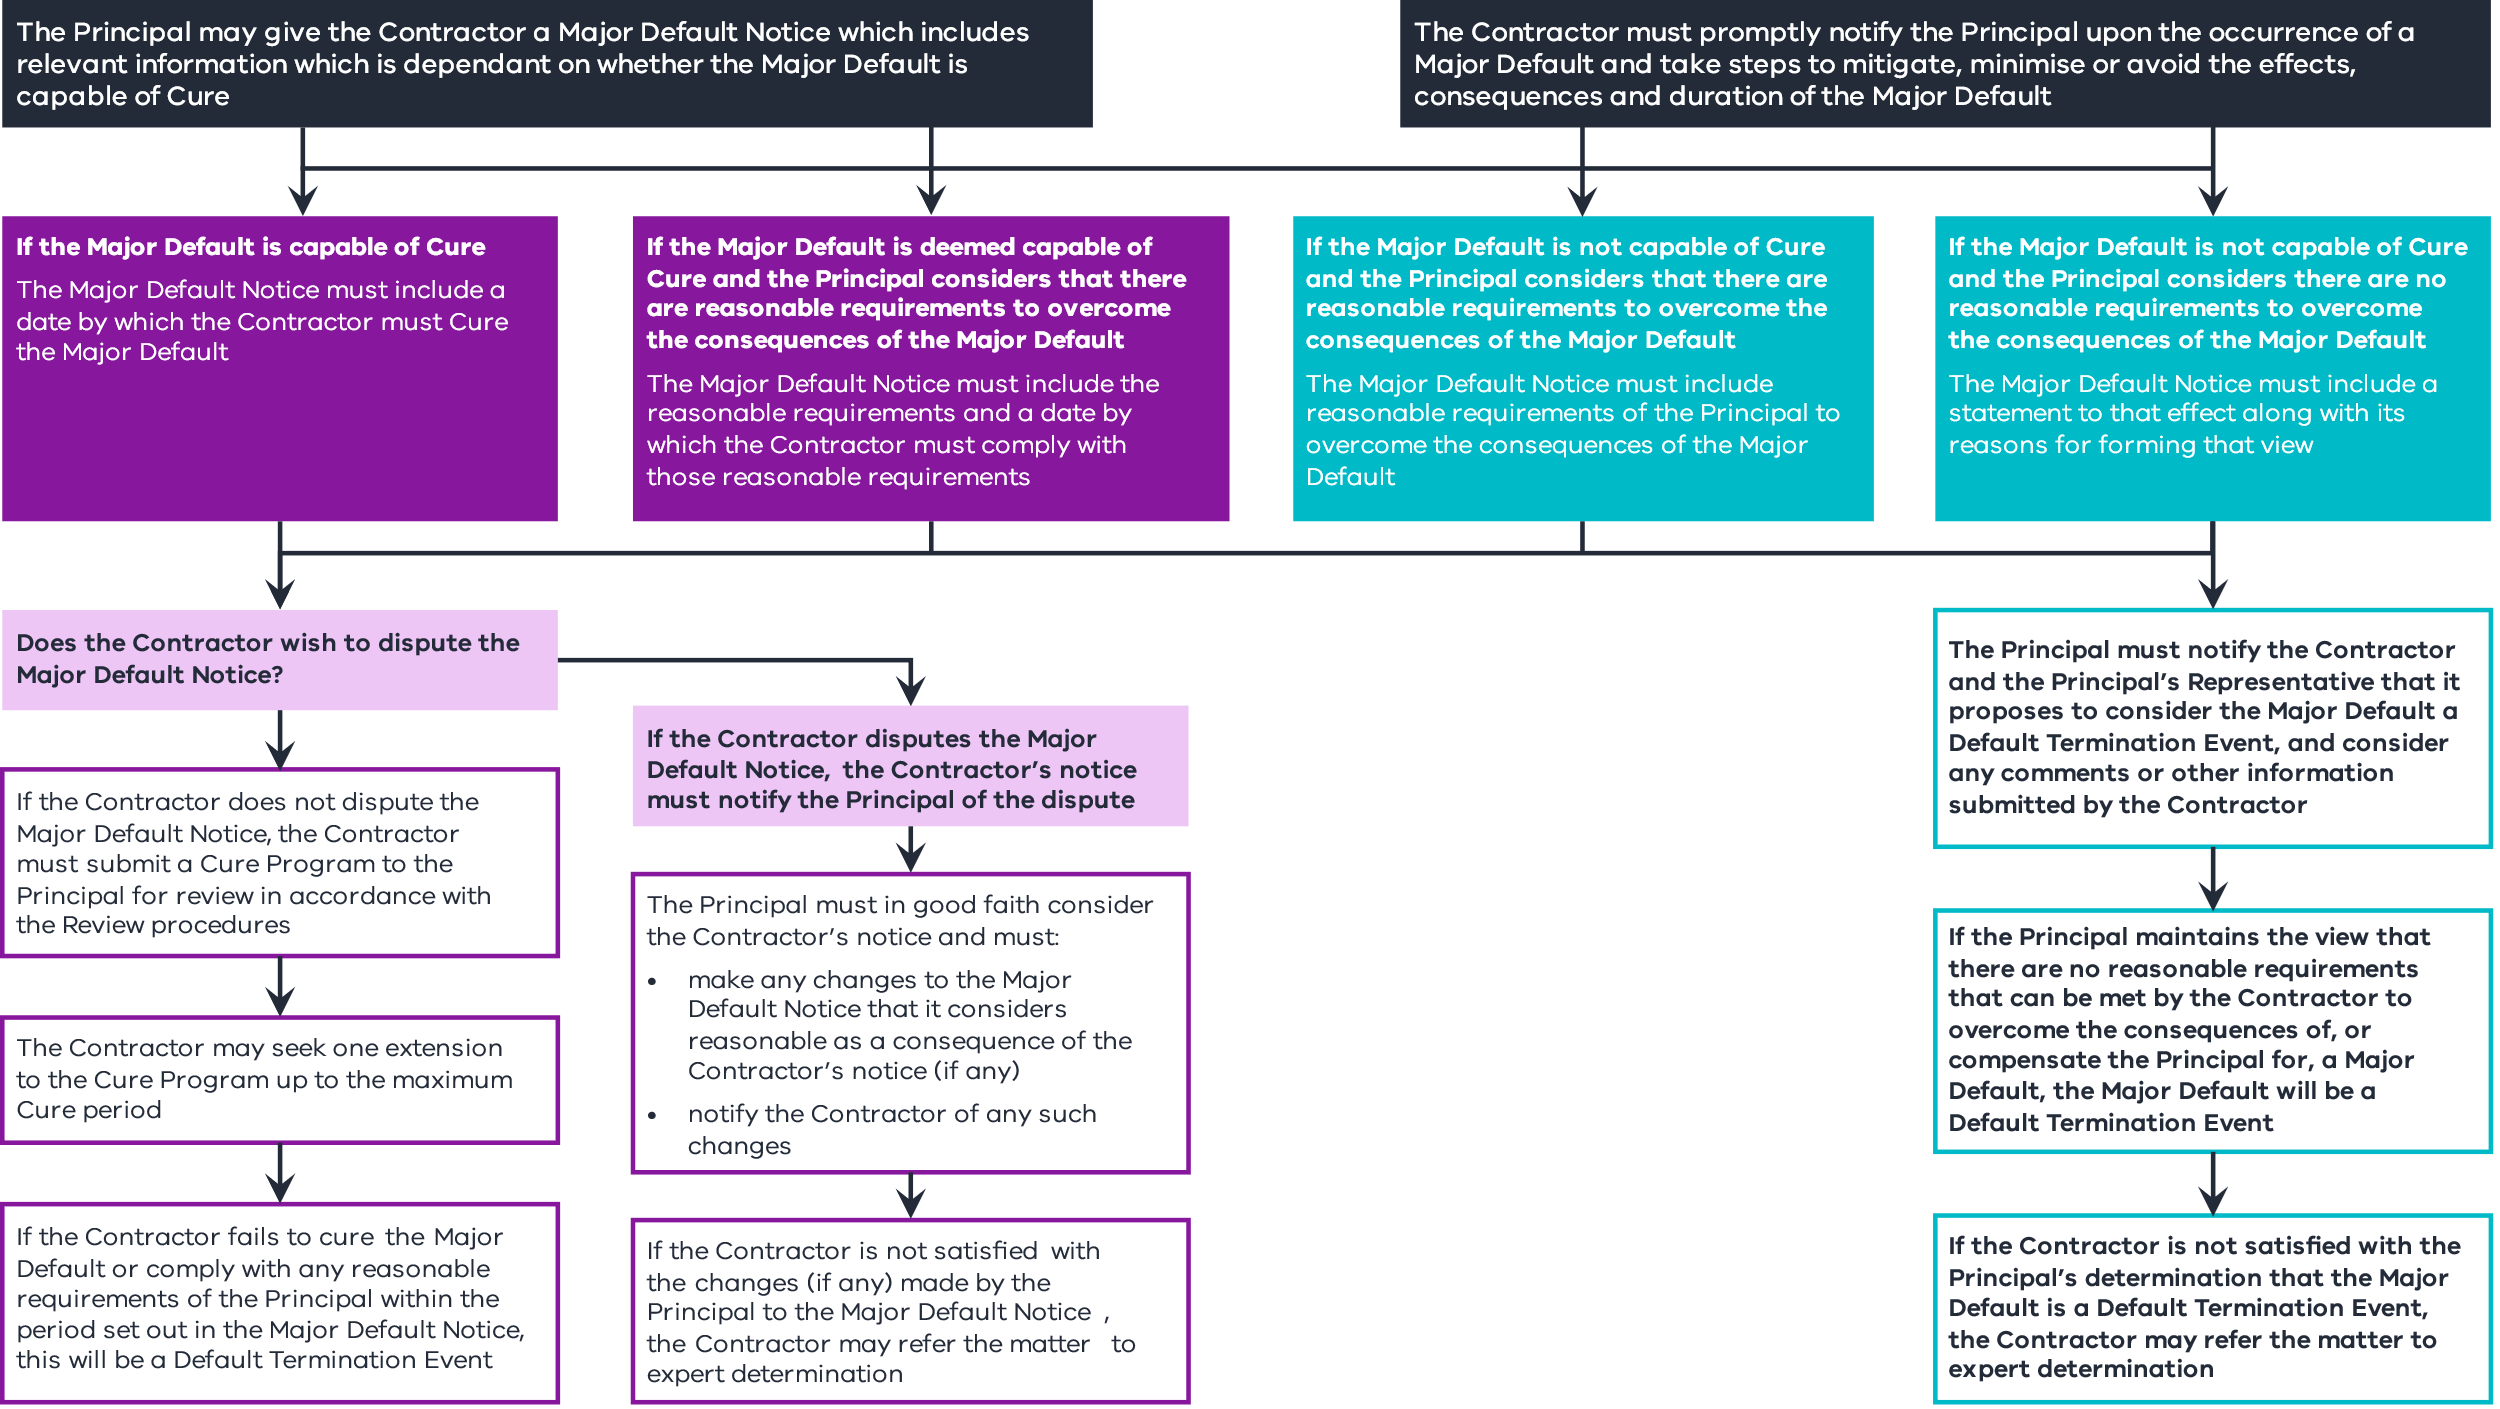 The Principal may give the Contractor a Major Default Notice which includes
relevant information which is dependant on whether the Major Default is
capable of Cure
The Contractor must promptly notify the Principal upon the occurrence of a
Major Default and take steps to mitigate, minimise or avoid the effects,
consequences and duration of the Major Default
If the Major Default is capable of Cure
The Major Default Notice must include a
date by which the Contractor must Cure
the Major Default
If the Major Default is deemed capable of
Cure and the Principal considers that there
are reasonable requirements to overcome
the consequences of the Major Default
The Major Default Notice must include the
reasonable requirements and a date by
which the Contractor must comply with
those reasonable requirements
If the Major Default is not capable of Cure
and the Principal considers that there are
reasonable requirements to overcome the
consequences of the Major Default
The Major Default Notice must include
reasonable requirements of the Principal to
overcome the consequences of the Major
Default
If the Major Default is not capable of Cure
and the Principal considers there are no
reasonable requirements to overcome
the consequences of the Major Default
The Major Default Notice must include a
statement to that effect along with its
reasons for forming that view
Does the Contractor wish to dispute the
Major Default Notice?
If the Contractor does not dispute the
Major Default Notice, the Contractor
must submit a Cure Program to the
Principal for review in accordance with
the Review procedures
The Contractor may seek one extension
to the Cure Program up to the maximum
Cure period
If the Contractor fails to cure the Major
Default or comply with any reasonable
requirements of the Principal within the
period set out in the Major Default Notice,
this will be a Default Termination Event
If the Contractor disputes the Major
Default Notice, the Contractor's notice
must notify the Principal of the dispute
The Principal must in good faith consider
the Contractor's notice and must:
• make any changes to the Major
Default Notice that it considers
reasonable as a consequence of the
Contractor's notice (if any)
• notify the Contractor of any such
changes
If the Contractor is not satisfied with
the changes (if any) made by the
Principal to the Major Default Notice ,
the Contractor may refer the matter to
expert determination
The Principal must notify the Contractor
and the Principal's Representative that it
proposes to consider the Major Default a
Default Termination Event, and consider
any comments or other information
submitted by the Contractor
If the Principal maintains the view that
there are no reasonable requirements
that can be met by the Contractor to
overcome the consequences of, or
compensate the Principal for, a Major
Default, the Major Default will be a
Default Termination Event
If the Contractor is not satisfied with the
Principal's determination that the Major
Default is a Default Termination Event,
the Contractor may refer the matter to
expert determination